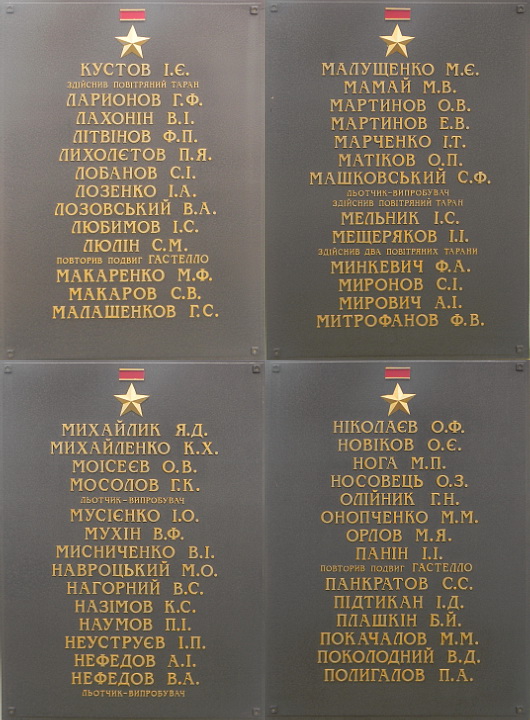 КУСТОВ І.Є.
ЗДІЙСНИВ ПОВІТРЯНИЙ ТАРАН
ЛАРИОНОВ Г.Ф.
ЛАХОНІН В.І.
ЛІТВІНОВ Ф.П.
ЛИХОЛЄТОВ П.Я.
ЛОБАНОВ С.І.
ЛОЗЕНКО І.А.
ЛОЗОВСЬКИЙ В.А.
ЛЮБИМОВ І.С.
ЛЮЛІН С.М.
ПОВТОРИВ ПОДВИГ ГАСТЕЛЛО
МАКАРЕНКО М.Ф.
МАКАРОВ С.В.
МАЛАШЕНКОВ Г.С.
МАЛУЩЕНКО М.Є.
МАМАЙ М.В.
МАРТИНОВ О.В.
МАРТИНОВ Е.В.
МАРЧЕНКО І.Т.
МАТІКОВ О.П.
МАШКОВСЬКИЙ С.Ф.
ЛЬОТЧИК-ВИПРОБУВАЧ
ЗДІЙСНИВ ПОВІТРЯНИЙ ТАРАН
МЕЛЬНИК І.С.
МЕЩЕРЯКОВ І.І.
ЗДІЙСНИВ ДВА ПОВІТРЯНИХ ТАРАНИ
МИНКЕВИЧ Ф.А.
МИРОНОВ С.І.
МИРОВИЧ А.І.
МИТРОФАНОВ Ф.В.
МИХАЙЛИК Я.Д.
МИХАЙЛЕНКО К.Х.
МОІСЕЄВ О.В.
МОСОЛОВ Г.К.
ЛЬОТЧИК-ВИПРОБУВАЧ
МУСІЄНКО І.О.
МУХІН В.Ф.
МИСНИЧЕНКО В.І.
НАВРОЦЬКИЙ М.О.
НАГОРНИЙ В.С.
НАЗІМОВ К.С.
НАУМОВ П.І.
НЕУСТРУЄВ І.П.
НЕФЕДОВ А.І.
НЕФЕДОВ В.А.
ЛЬОТЧИК-ВИПРОБУВАЧ
НІКОЛАЄВ О.Ф.
НОВІКОВ О.Є.
НОГА М.П.
НОСОВЕЦЬ О.З.
ОЛІЙНИК Г.Н.
ОНОПЧЕНКО М.М.
ОРЛОВ М.Я.
ПАНІН І.І.
ПОВТОРИВ ПОДВИГ ГАСТЕЛЛО
ПАНКРАТОВ С.С.
ПІДТИКАН І.Д.
ПЛАШКІН Б.Й.
ПОКАЧАЛОВ М.М.
ПОКОЛОДНИЙ В.Д.
ПОЛИГАЛОВ П.А.